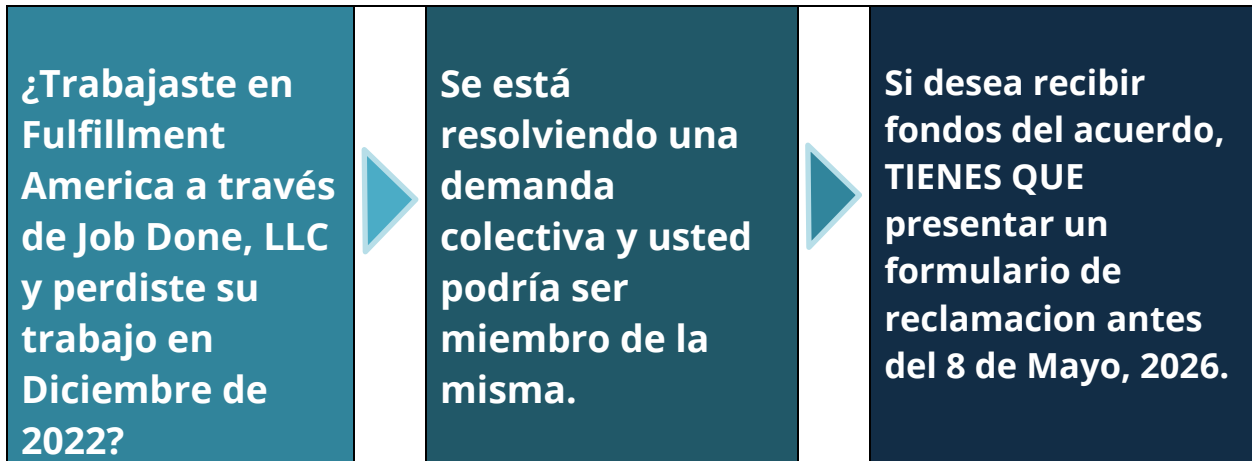 ¿Trabajaste en
Fulfillment
America a través
de Job Done, LLC
y perdiste su
trabajo en
Diciembre de
2022?
Se está
resolviendo una
demanda
colectiva y usted
podría ser
miembro de la
misma.
Si desea recibir
fondos del acuerdo,
TIENES QUE
presentar un
formulario de
reclamacion antes
del 8 de Mayo, 2026.